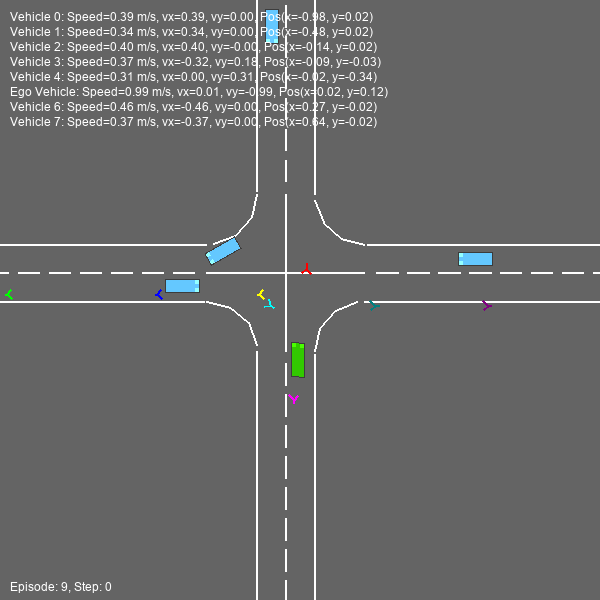 Vehicle 0: Speed=0.39 m/s, vx=0.39, vy=0.00, Pos(x=-0.98, y=0.02)
Vehicle 1: Speed=0.34 m/s, vx=0.34, vy=0.00, Pos(x=-0.48, y=0.02)
Vehicle 2: Speed=0.40 m/s, vx=0.40, vy=-0.00, Pos(x=-0.14, y=0.02)
Vehicle 3: Speed=0.37 m/s, vx=-0.32, vy=0.18, Pos(x=-0.09, y=-0.03)
Vehicle 4: Speed=0.31 m/s, vx=0.00, vy=0.31, Pos(x=-0.02, y=-0.34)
Ego Vehicle: Speed=0.99 m/s, vx=0.01, vy=-0.99, Pos(x=0.02, y=0.12)
Vehicle 6: Speed=0.46 m/s, vx=-0.46, vy=0.00, Pos(x=0.27, y=-0.02)
Vehicle 7: Speed=0.37 m/s, vx=-0.37, vy=0.00, Pos(x=0.64, y=-0.02)
Episode: 9, Step: 0